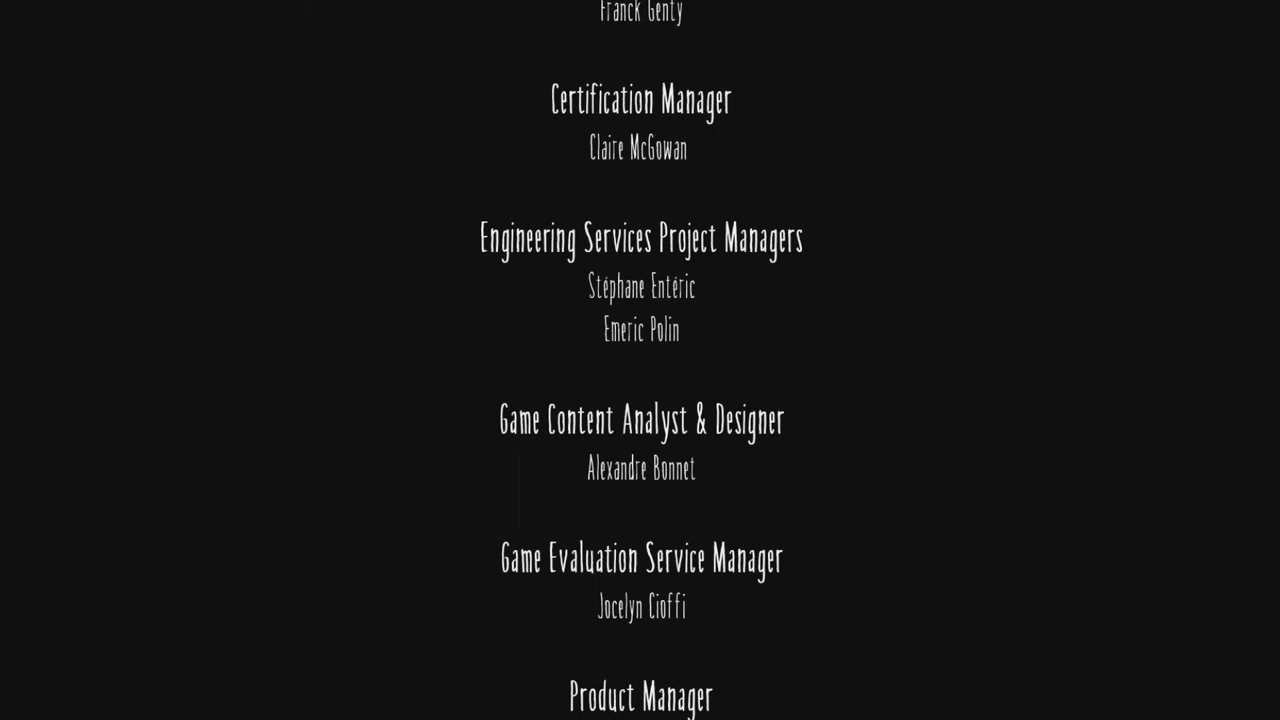 Franck Genty
Certification Manager
Claire McGowan
Engineering Services Project Managers
Stéphane Entéric
Emeric Polin
Game Content Analyst & Designer
Alexandre Bonnet
Game Evaluation Service Manager
Jocelyn Cioffi
Product Manager